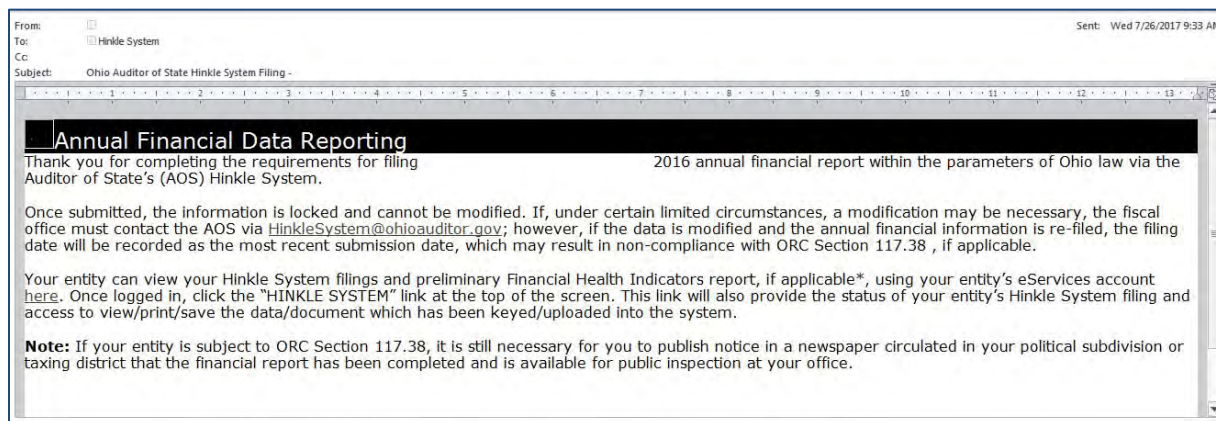 From:
Sent: Wed 7/26/2017 9:33 AM
To: Hinkle System
Cc:
Subject: Ohio Auditor of State Hinkle System Filing -
1 2 3 4 5 6 7 8 9 10 11 12 13
Annual Financial Data Reporting
Thank you for completing the requirements for filing 2016 annual financial report within the parameters of Ohio law via the
Auditor of State's (AOS) Hinkle System.
Once submitted, the information is locked and cannot be modified. If, under certain limited circumstances, a modification may be necessary, the fiscal
office must contact the AOS via HinkleSystem@ohioauditor.gov; however, if the data is modified and the annual financial information is re-filed, the filing
date will be recorded as the most recent submission date, which may result in non-compliance with ORC Section 117.38 , if applicable.
Your entity can view your Hinkle System filings and preliminary Financial Health Indicators report, if applicable*, using your entity's eServices account
here. Once logged in, click the “HINKLE SYSTEM” link at the top of the screen. This link will also provide the status of your entity's Hinkle System filing and
access to view/print/save the data/document which has been keyed/uploaded into the system.
Note: If your entity is subject to ORC Section 117.38, it is still necessary for you to publish notice in a newspaper circulated in your political subdivision or
taxing district that the financial report has been completed and is available for public inspection at your office.